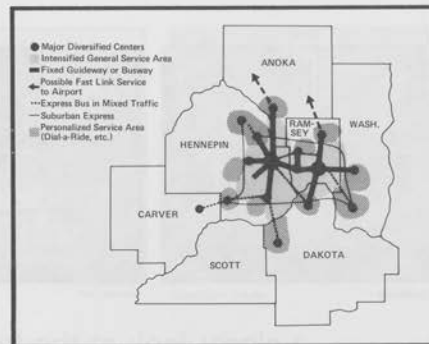 Major Diversified Centers
Intensified General Service Area
Fixed Guideway or Busway
Possible Fast Link Service
to Airport
Express Bus in Mixed Traffic
Suburban Express
Personalized Service Area
(Dial-a-Ride, etc.)
ANOKA
RAM-
SEY
WASH.
HENNEPIN
CARVER
SCOTT
DAKOTA